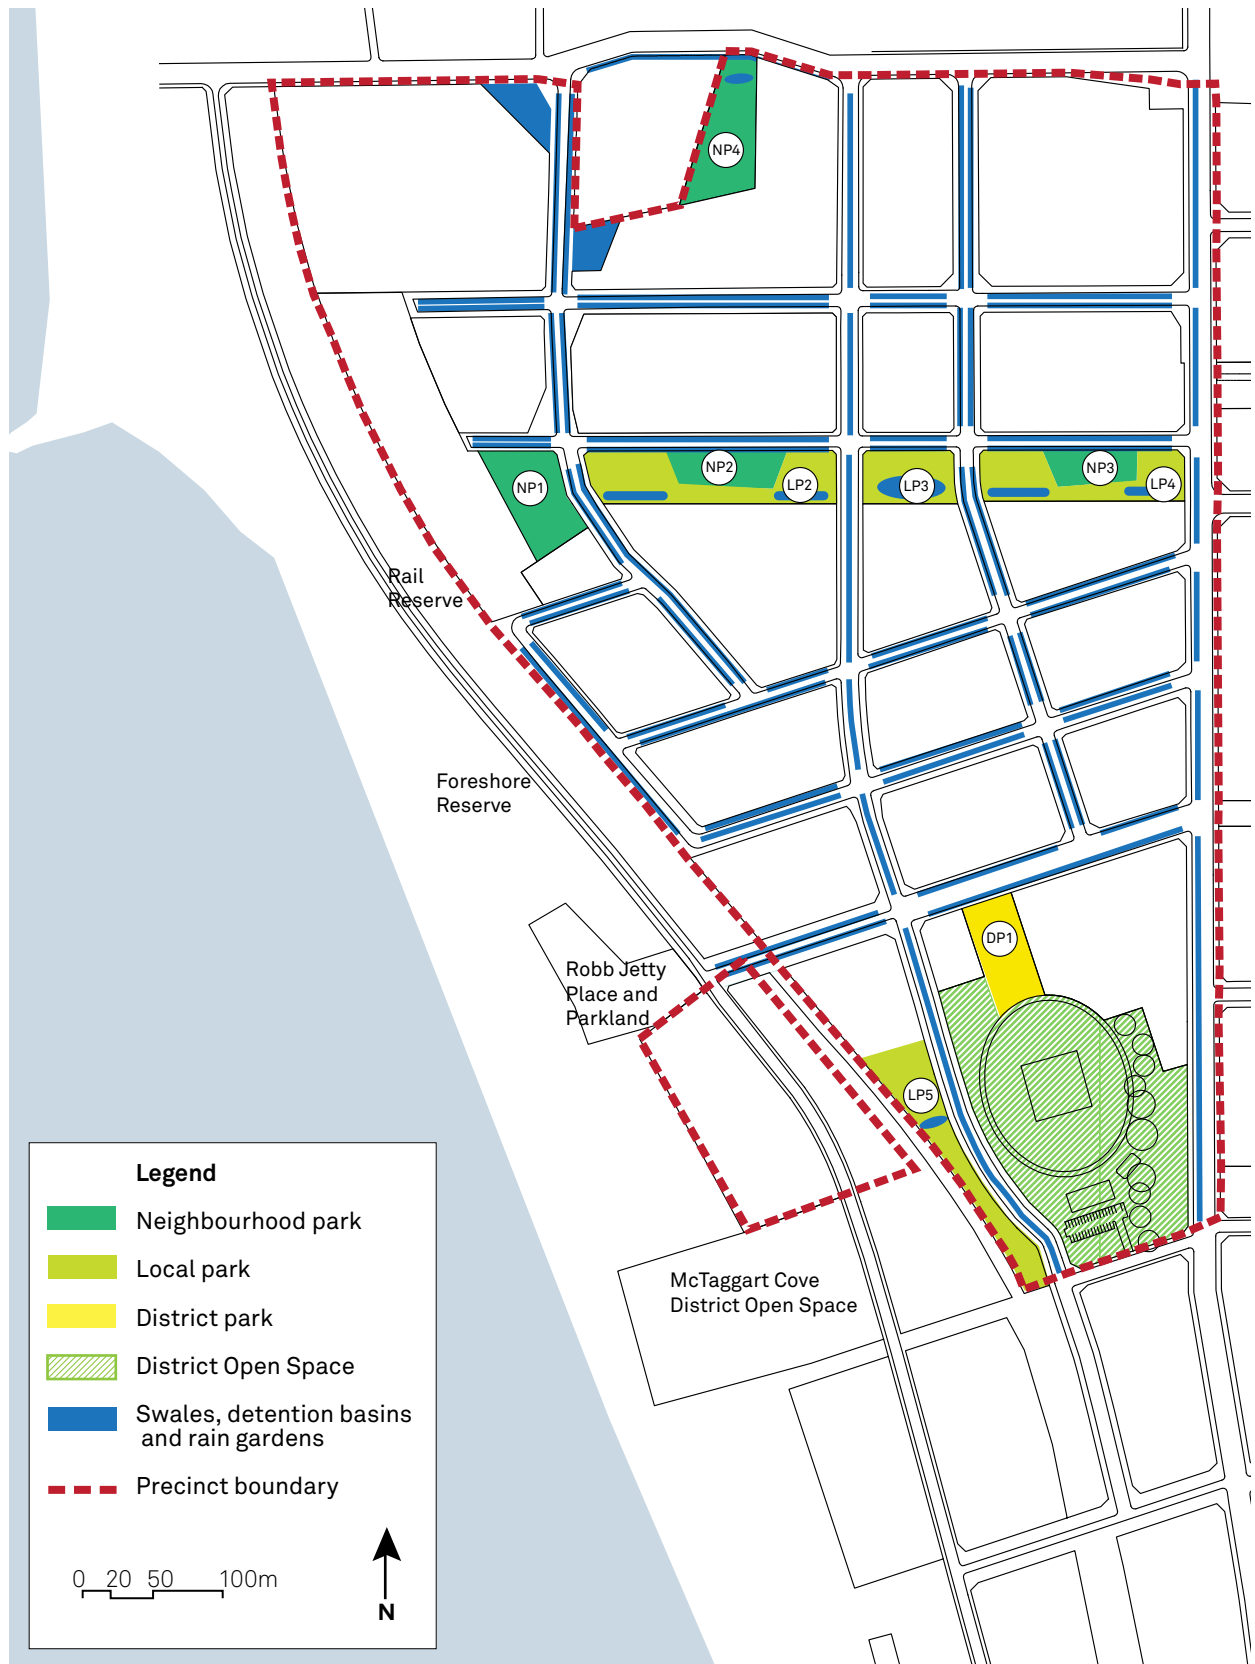 NP4
NP2
NP3
LP2
LP3
LP4
NP1
Rail
Reserve
Foreshore
Reserve
DP1
Robb Jetty
Place and
Parkland
LP5
McTaggart Cove
District Open Space
Legend
Neighbourhood park
Local park
District park
District Open Space
Swales, detention basins
and rain gardens
Precinct boundary
0 20 50 100m
N